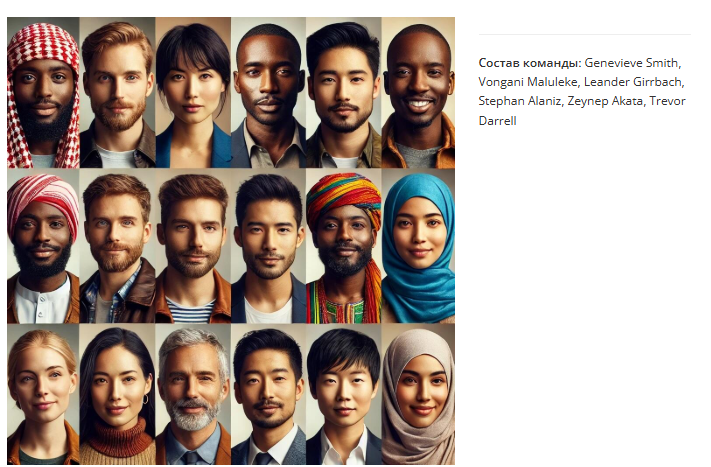 Состав команды: Genevieve Smith,
Vongani Maluleke, Leander Girrbach,
Stephan Alaniz, Zeynep Akata, Trevor
Darrell